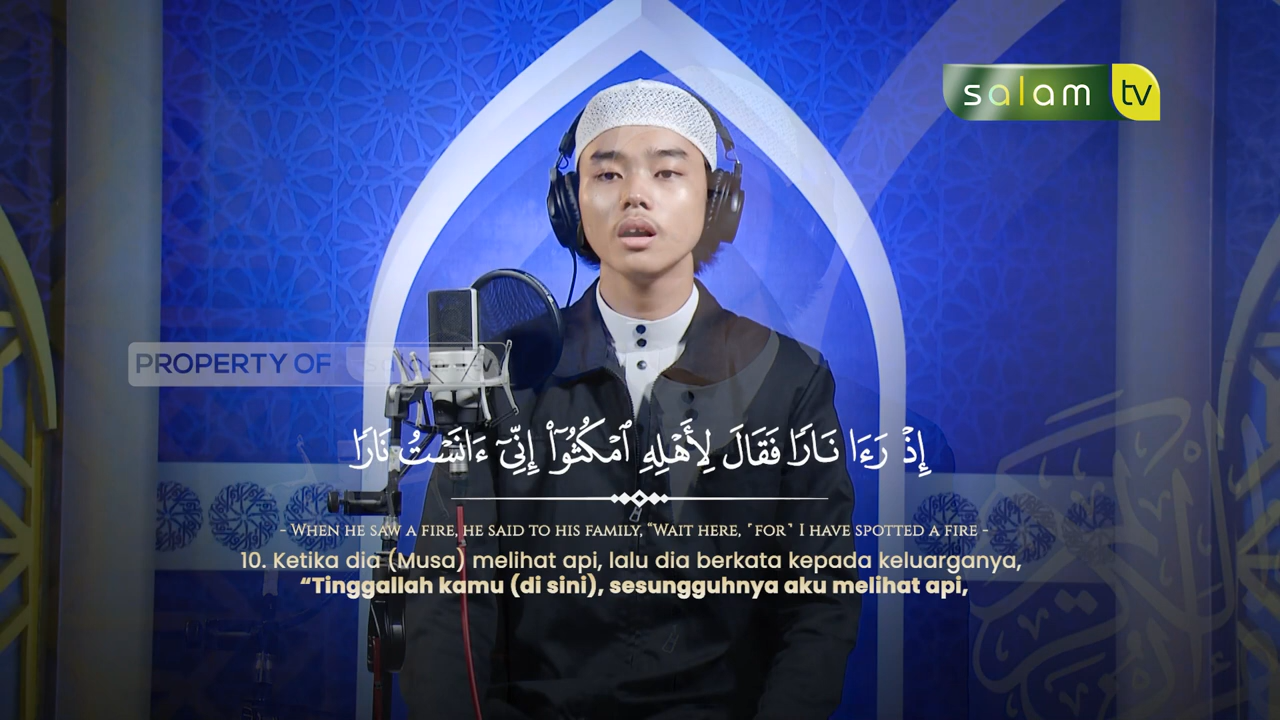 salam tv
PROPERTY OF salam tv
إِذْ رَءَا نَارًا فَقَالَ لِأَهْلِهِ ٱمْكُثُوٓا۟ إِنِّىٓ ءَانَسْتُ نَارًا
- When he saw a fire, he said to his family, “Wait here, ˹for˺ I have spotted a fire -
10. Ketika dia (Musa) melihat api, lalu dia berkata kepada keluarganya,
“Tinggallah kamu (di sini), sesungguhnya aku melihat api,